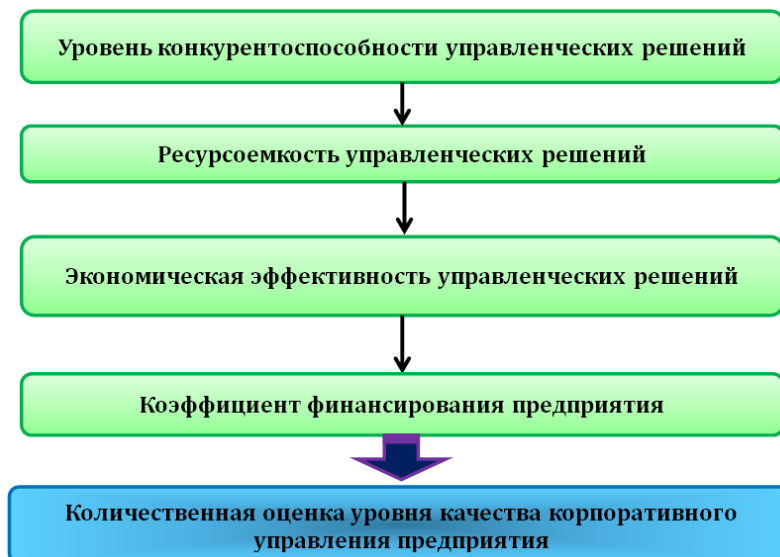 Уровень конкурентоспособности управленческих решений
Ресурсоемкость управленческих решений
Экономическая эффективность управленческих решений
Коэффициент финансирования предприятия
Количественная оценка уровня качества корпоративного
управления предприятия